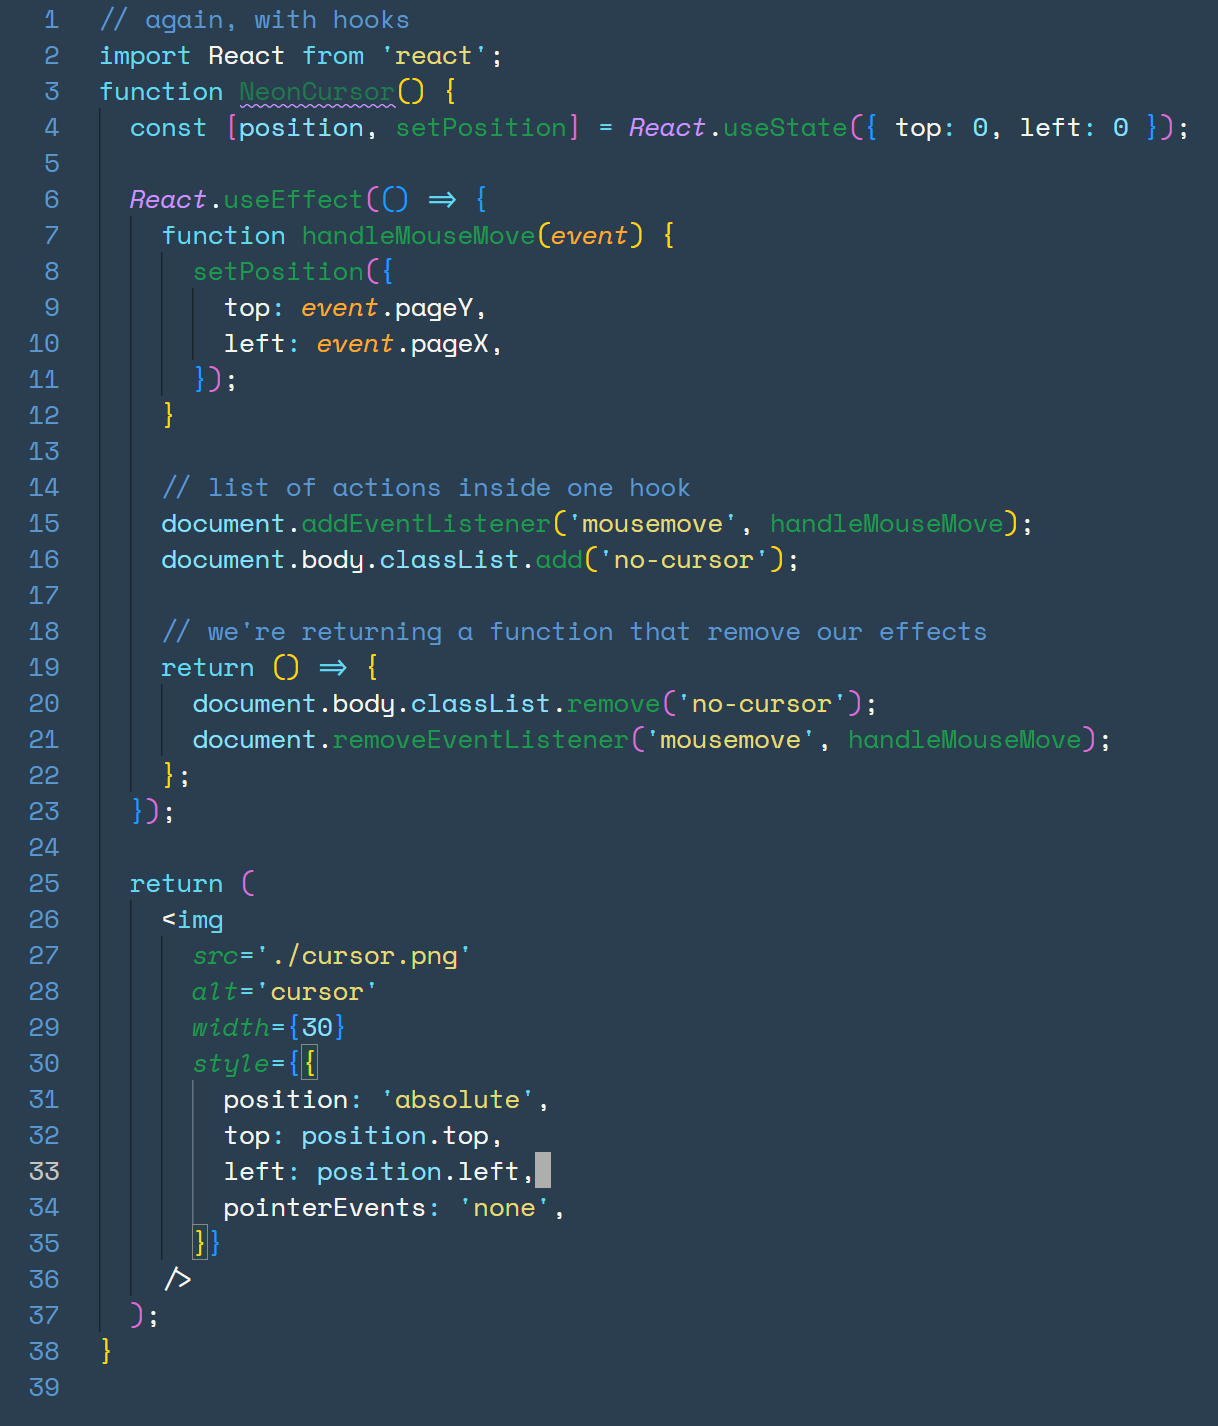 1 // again, with hooks
2 import React from 'react';
3 function NeonCursor() {
4   const [position, setPosition] = React.useState({ top: 0, left: 0 });
5
6   React.useEffect(() => {
7     function handleMouseMove(event) {
8       setPosition({
9         top: event.pageY,
10         left: event.pageX,
11       });
12     }
13
14     // list of actions inside one hook
15     document.addEventListener('mousemove', handleMouseMove);
16     document.body.classList.add('no-cursor');
17
18     // we're returning a function that remove our effects
19     return () => {
20       document.body.classList.remove('no-cursor');
21       document.removeEventListener('mousemove', handleMouseMove);
22     };
23   });
24
25   return (
26     <img
27       src='./cursor.png'
28       alt='cursor'
29       width={30}
30       style={{
31         position: 'absolute',
32         top: position.top,
33         left: position.left,
34         pointerEvents: 'none',
35       }}
36     />
37   );
38 }
39